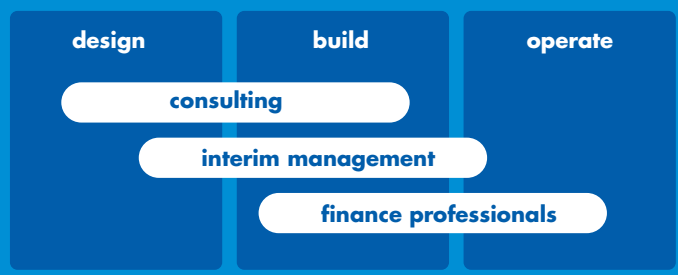 design
build
operate
consulting
interim management
finance professionals